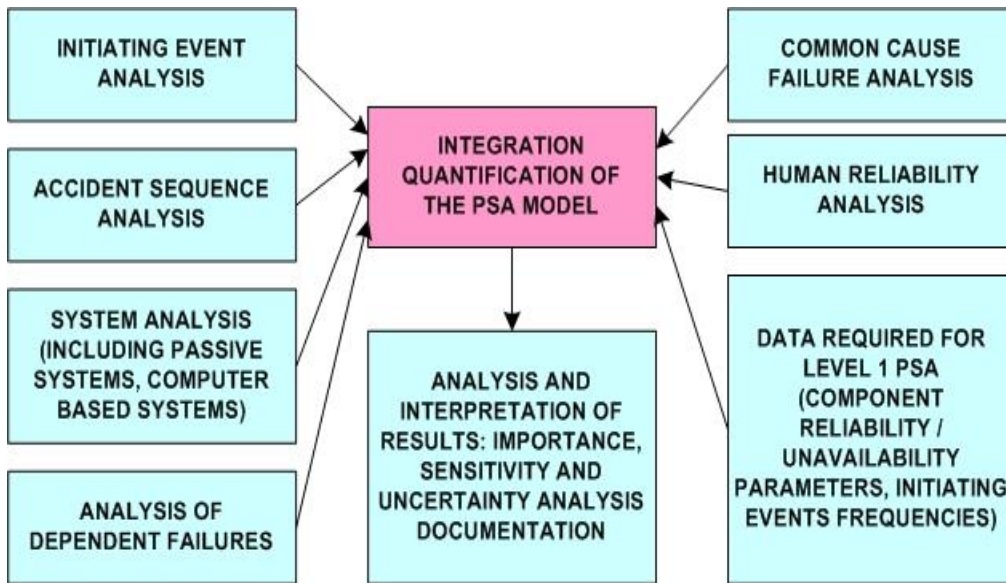 INITIATING EVENT
ANALYSIS
ACCIDENT SEQUENCE
ANALYSIS
SYSTEM ANALYSIS
(INCLUDING PASSIVE
SYSTEMS, COMPUTER
BASED SYSTEMS)
ANALYSIS OF
DEPENDENT FAILURES
INTEGRATION
QUANTIFICATION OF
THE PSA MODEL
ANALYSIS AND
INTERPRETATION OF
RESULTS: IMPORTANCE,
SENSITIVITY AND
UNCERTAINTY ANALYSIS
DOCUMENTATION
COMMON CAUSE
FAILURE ANALYSIS
HUMAN RELIABILITY
ANALYSIS
DATA REQUIRED FOR
LEVEL 1 PSA
(COMPONENT
RELIABILITY /
UNAVAILABILITY
PARAMETERS, INITIATING
EVENTS FREQUENCIES)